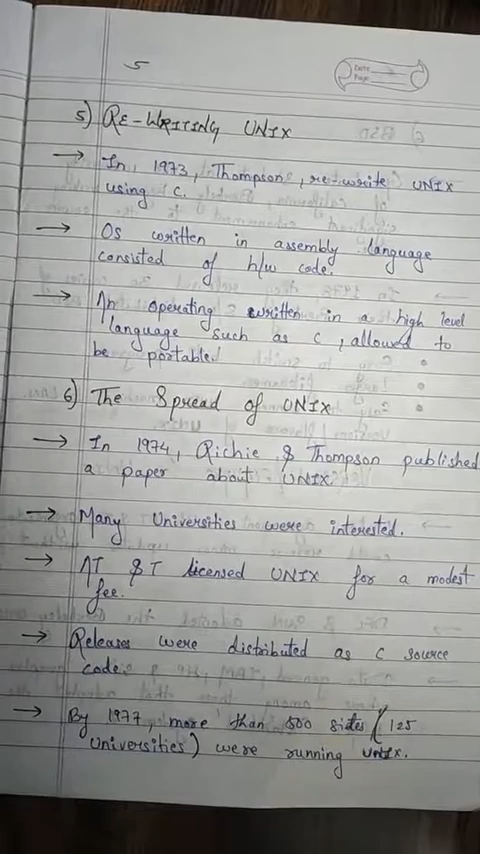 5
Date
Page
5) RE-WRITING UNIX
→ In 1973, Thompson, re-write UNIX
using C.
→ OS written in assembly language
consisted of h/w code.
→ An operating written in a high level
language such as C, allowed to
be portable.
6) The Spread of UNIX
→ In 1974, Richie & Thompson published
a paper about UNIX.
→ Many Universities were interested.
→ AT &T licensed UNIX for a modest
fee.
→ Releases were distributed as C source
code.
→ By 1977, more than 500 sites (125
Universities) were running UNIX.